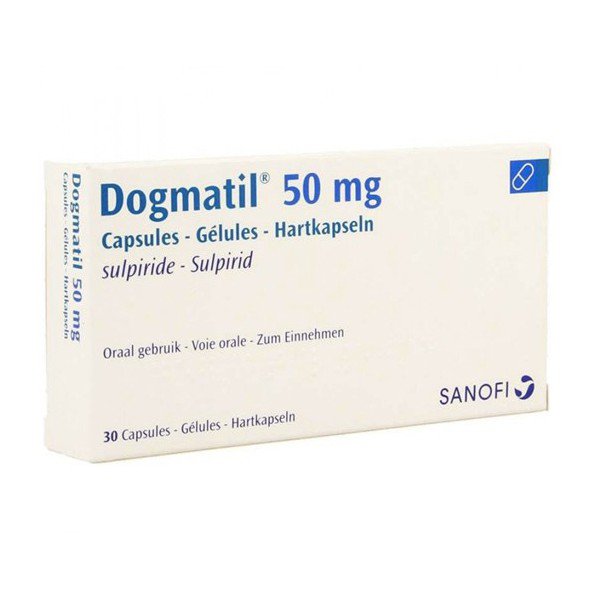 Dogmatil® 50 mg
Capsules - Gélules - Hartkapseln
sulpiride - Sulpirid
Oraal gebruik - Voie orale - Zum Einnehmen
30 Capsules - Gélules - Hartkapseln
SANOFI
Dogmatil 50 mg
Capsules - Gélules - Hartkapseln